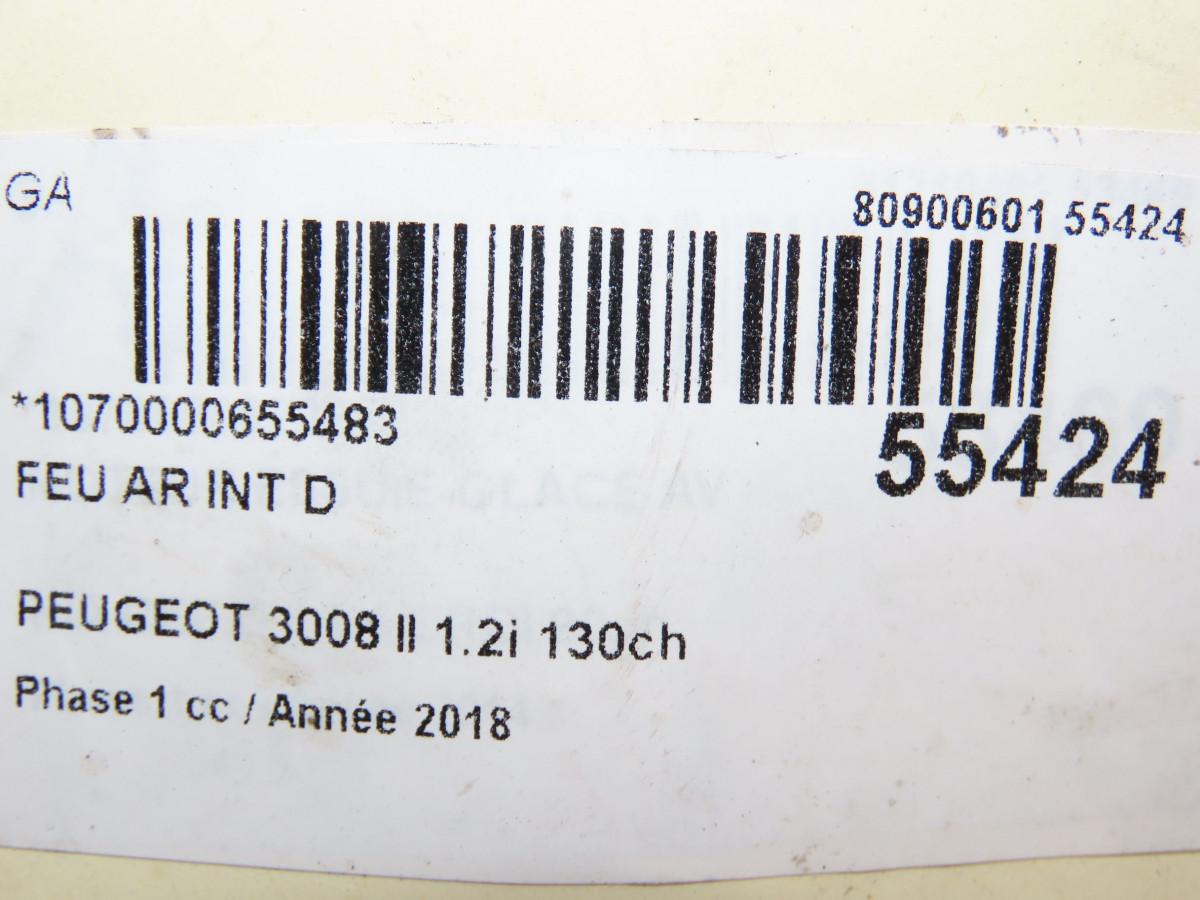 GA
80900601 55424
*1070000655483
55424
FEU AR INT D
PEUGEOT 3008 II 1.2i 130ch
Phase 1 cc / Année 2018